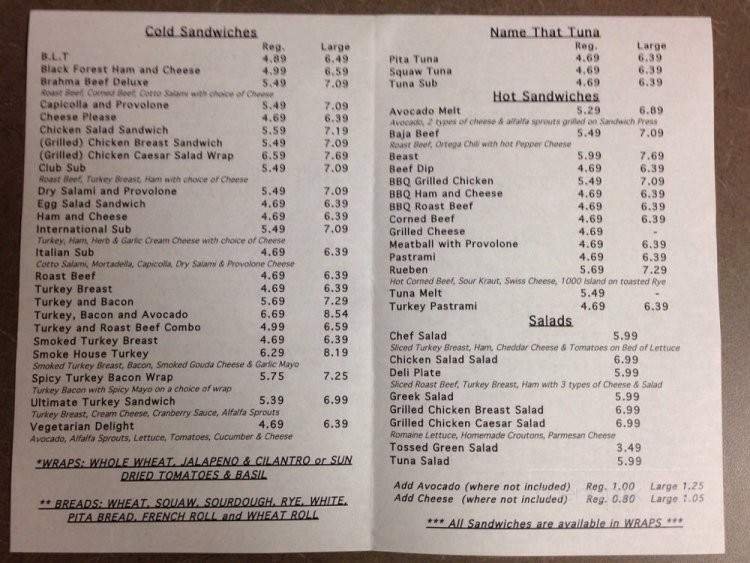 Cold Sandwiches
Reg. Large
B.L.T 4.89 6.49
Black Forest Ham and Cheese 4.99 6.59
Brahma Beef Deluxe 5.49 7.09
Roast Beef, Corned Beef, Cotto Salami with choice of Cheese
Capicolla and Provolone 5.49 7.09
Cheese Please 4.69 6.39
Chicken Salad Sandwich 5.59 7.19
(Grilled) Chicken Breast Sandwich 5.49 7.09
(Grilled) Chicken Caesar Salad Wrap 6.59 7.69
Club Sub 5.49 7.09
Roast Beef, Turkey Breast, Ham with choice of Cheese
Dry Salami and Provolone 5.49 7.09
Egg Salad Sandwich 4.69 6.39
Ham and Cheese 4.69 6.39
International Sub 5.49 7.09
Turkey, Ham, Herb & Garlic Cream Cheese with choice of Cheese
Italian Sub 4.69 6.39
Cotto Salami, Mortadella, Capicolla, Dry Salami & Provolone Cheese
Roast Beef 4.69 6.39
Turkey Breast 4.69 6.39
Turkey and Bacon 5.69 7.29
Turkey, Bacon and Avocado 6.69 8.54
Turkey and Roast Beef Combo 4.99 6.59
Smoked Turkey Breast 4.69 6.39
Smoke House Turkey 6.29 8.19
Smoked Turkey Breast, Bacon, Smoked Gouda Cheese & Garlic Mayo
Spicy Turkey Bacon Wrap 5.75 7.25
Turkey Bacon with Spicy Mayo on a choice of wrap
Ultimate Turkey Sandwich 5.39 6.99
Turkey Breast, Cream Cheese, Cranberry Sauce, Alfalfa Sprouts
Vegetarian Delight 4.69 6.39
Avocado, Alfalfa Sprouts, Lettuce, Tomatoes, Cucumber & Cheese
*WRAPS: WHOLE WHEAT, JALAPENO & CILANTRO or SUN
DRIED TOMATOES & BASIL
** BREADS: WHEAT, SQUAW, SOURDOUGH, RYE, WHITE,
PITA BREAD, FRENCH ROLL and WHEAT ROLL
Name That Tuna
Reg. Large
Pita Tuna 4.69 6.39
Squaw Tuna 4.69 6.39
Tuna Sub 4.69 6.39
Hot Sandwiches
Avocado Melt 5.29 6.89
Avocado, 2 types of cheese & alfalfa sprouts grilled on Sandwich Press
Baja Beef 5.49 7.09
Roast Beef, Ortega Chili with hot Pepper Cheese
Beast 5.99 7.69
Beef Dip 4.69 6.39
BBQ Grilled Chicken 5.49 7.09
BBQ Ham and Cheese 4.69 6.39
BBQ Roast Beef 4.69 6.39
Corned Beef 4.69 6.39
Grilled Cheese 4.69 -
Meatball with Provolone 4.69 6.39
Pastrami 4.69 6.39
Rueben 5.69 7.29
Hot Corned Beef, Sour Kraut, Swiss Cheese, 1000 Island on toasted Rye
Tuna Melt 5.49 -
Turkey Pastrami 4.69 6.39
Salads
Chef Salad 5.99
Sliced Turkey Breast, Ham, Cheddar Cheese & Tomatoes on Bed of Lettuce
Chicken Salad Salad 6.99
Deli Plate 5.99
Sliced Roast Beef, Turkey Breast, Ham with 3 types of Cheese & Salad
Greek Salad 5.99
Grilled Chicken Breast Salad 6.99
Grilled Chicken Caesar Salad 6.99
Romaine Lettuce, Homemade Croutons, Parmesan Cheese
Tossed Green Salad 3.49
Tuna Salad 5.99
Add Avocado (where not included) Reg. 1.00 Large 1.25
Add Cheese (where not included) Reg. 0.80 Large 1.05
*** All Sandwiches are available in WRAPS ***